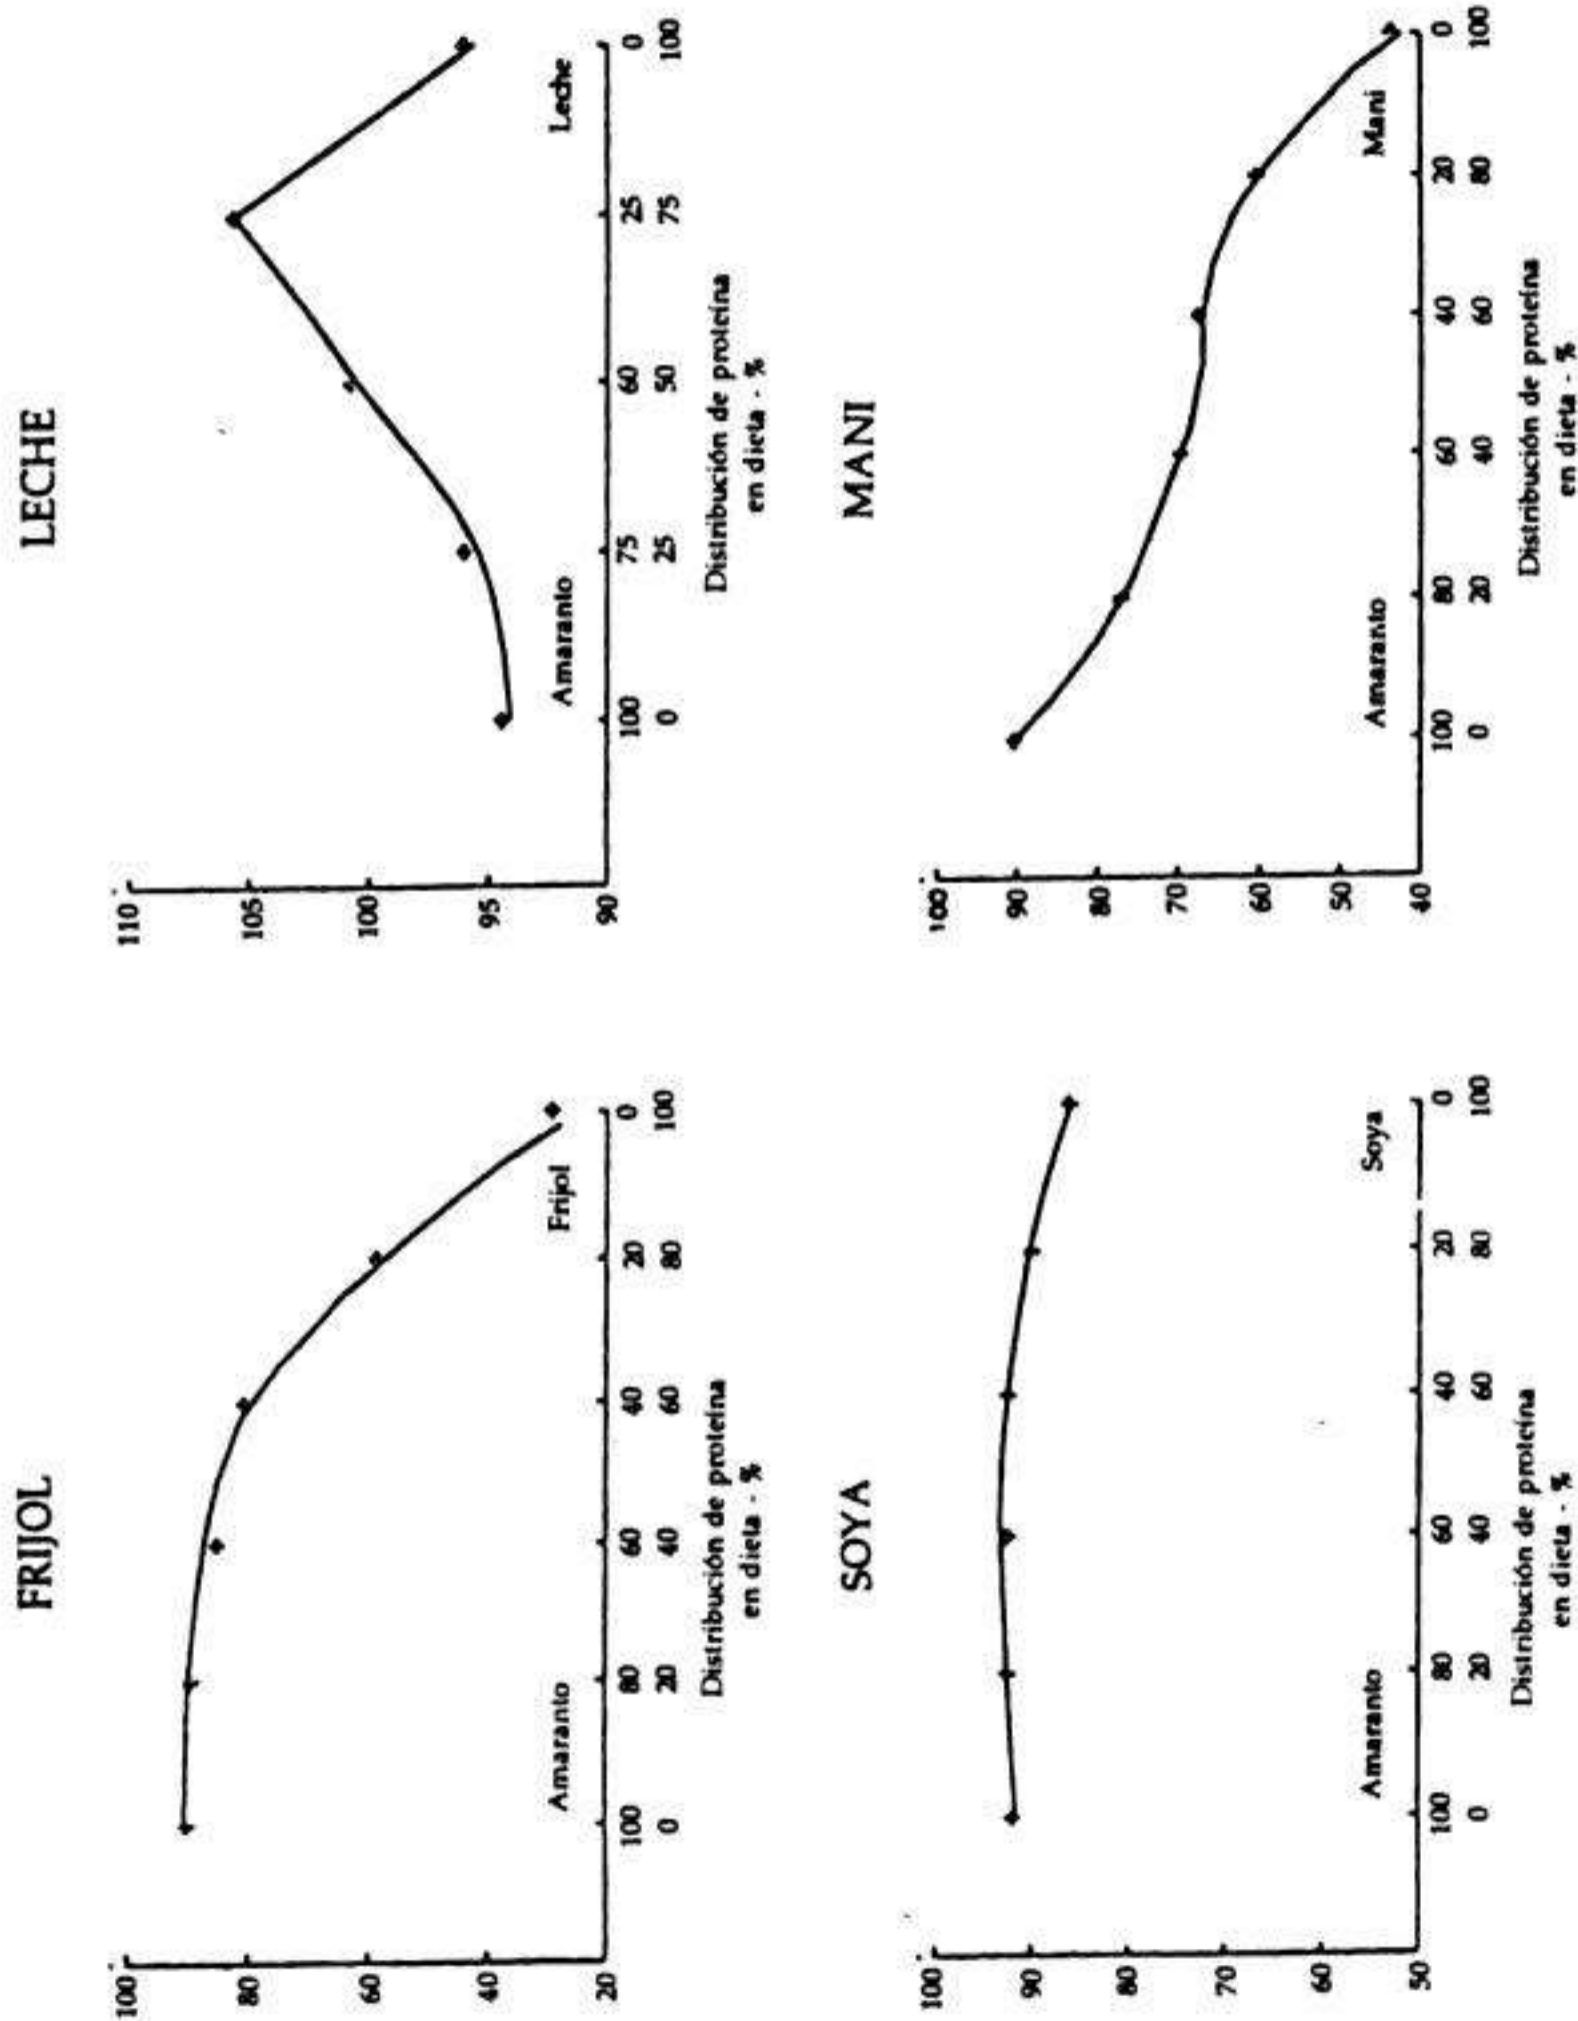 FRIJOL
100
80
60
40
20
Amaranto Frijol
100 80 60 40 20 0
0 20 40 60 80 100
Distribución de proteína
en dieta - %
LECHE
110
105
100
95
90
Amaranto Leche
100 75 60 25 0
0 25 50 75 100
Distribución de proteína
en dieta - %
SOYA
100
90
80
70
60
50
Amaranto Soya
100 80 60 40 20 0
0 20 40 60 80 100
Distribución de proteína
en dieta - %
MANI
100
90
80
70
60
50
40
Amaranto Mani
100 80 60 40 20 0
0 20 40 60 80 100
Distribución de proteína
en dieta - %